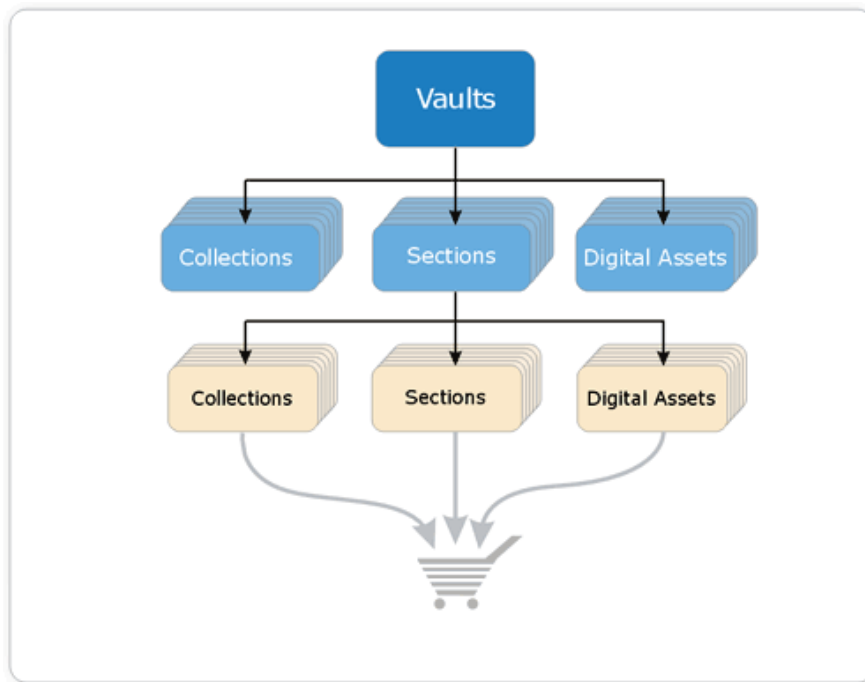 Vaults
Collections
Sections
Digital Assets
Collections
Sections
Digital Assets